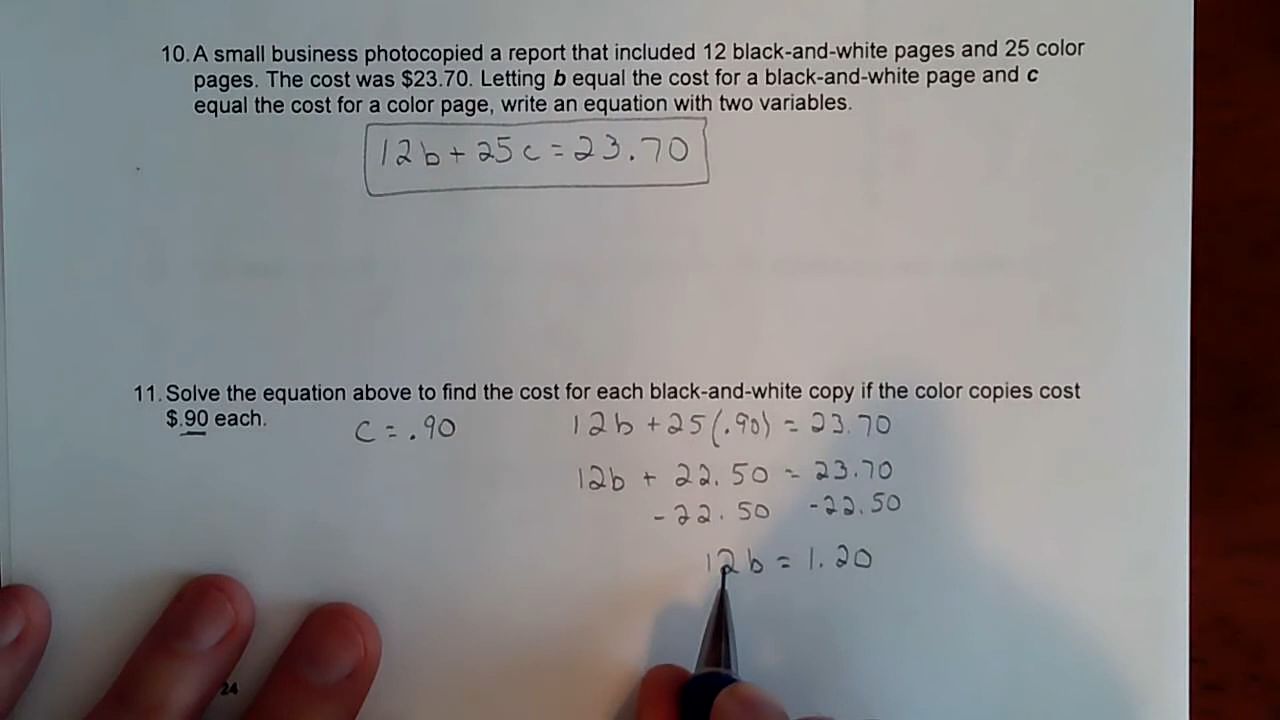 10. A small business photocopied a report that included 12 black-and-white pages and 25 color
pages. The cost was $23.70. Letting b equal the cost for a black-and-white page and c
equal the cost for a color page, write an equation with two variables.
12b + 25c = 23.70
11. Solve the equation above to find the cost for each black-and-white copy if the color copies cost
$.90 each.
c = .90
12b + 25(.90) = 23.70
12b + 22.50 = 23.70
-22.50 -22.50
12b = 1.20
24